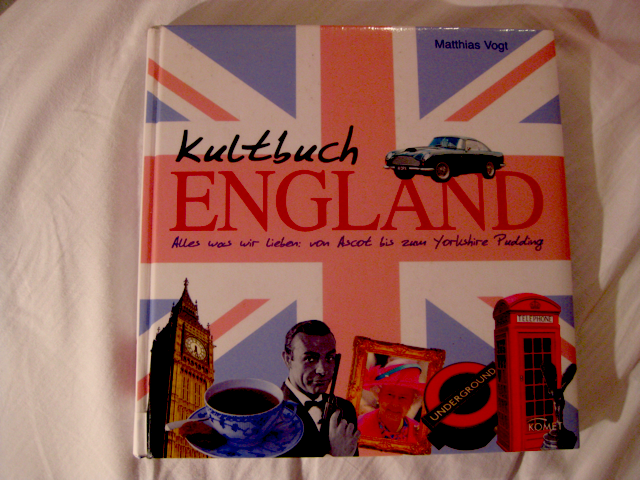 Matthias Vogt
Kultbuch
ENGLAND
Alles was wir lieben: von Ascot bis zum Yorkshire Pudding
TELEPHONE
UNDERGROUND
KOMET